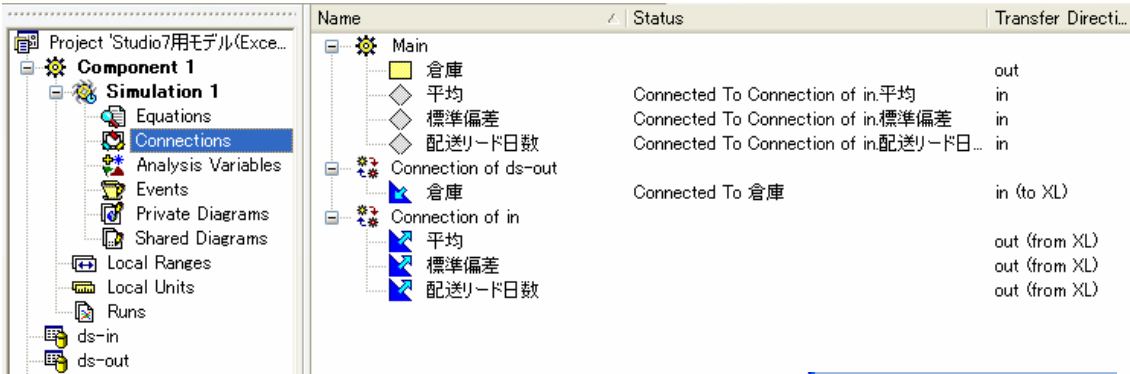 Project 'Studio7用モデル(Exce...
Component 1
Simulation 1
Equations
Connections
Analysis Variables
Events
Private Diagrams
Shared Diagrams
Local Ranges
Local Units
Runs
ds-in
ds-out
Name Status Transfer Directi...
Main
倉庫 out
平均 Connected To Connection of in.平均 in
標準偏差 Connected To Connection of in.標準偏差 in
配送リード日数 Connected To Connection of in.配送リード日... in
Connection of ds-out
倉庫 Connected To 倉庫 in (to XL)
Connection of in
平均 out (from XL)
標準偏差 out (from XL)
配送リード日数 out (from XL)